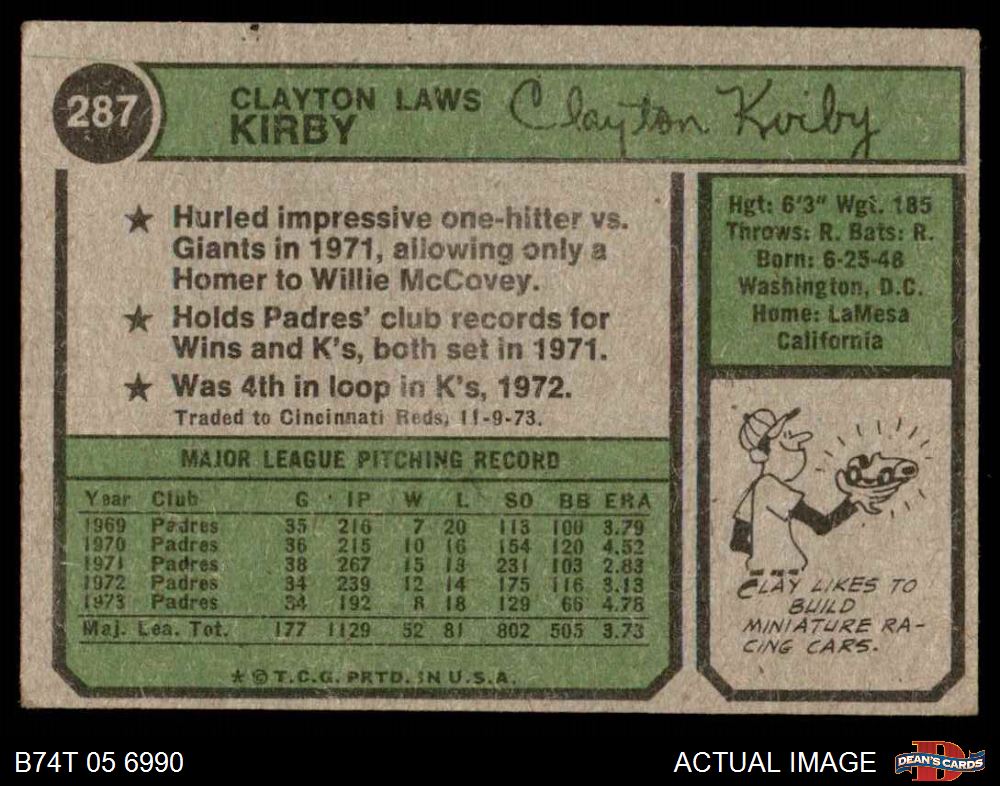 287
CLAYTON LAWS
KIRBY
Clayton Kirby
★ Hurled impressive one-hitter vs.
Giants in 1971, allowing only a
Homer to Willie McCovey.
★ Holds Padres' club records for
Wins and K's, both set in 1971.
★ Was 4th in loop in K's, 1972.
Traded to Cincinnati Reds, 11-9-73.
Hgt: 6'3" Wgt. 185
Throws: R. Bats: R.
Born: 6-25-48
Washington, D.C.
Home: LaMesa
California
MAJOR LEAGUE PITCHING RECORD
Year Club G IP W L SO BB ERA
1969 Padres 35 216 7 20 113 100 3.79
1970 Padres 36 215 10 16 154 120 4.52
1971 Padres 38 267 15 13 231 103 2.83
1972 Padres 34 239 12 14 175 116 3.13
1973 Padres 34 192 8 18 129 66 4.78
Maj. Lea. Tot. 177 1129 52 81 802 505 3.73
★ © T.C.G. PRTD. IN U.S.A.
CLAY LIKES TO
BUILD
MINIATURE RA-
CING CARS.
B74T 05 6990
ACTUAL IMAGE
D
DEAN'S CARDS